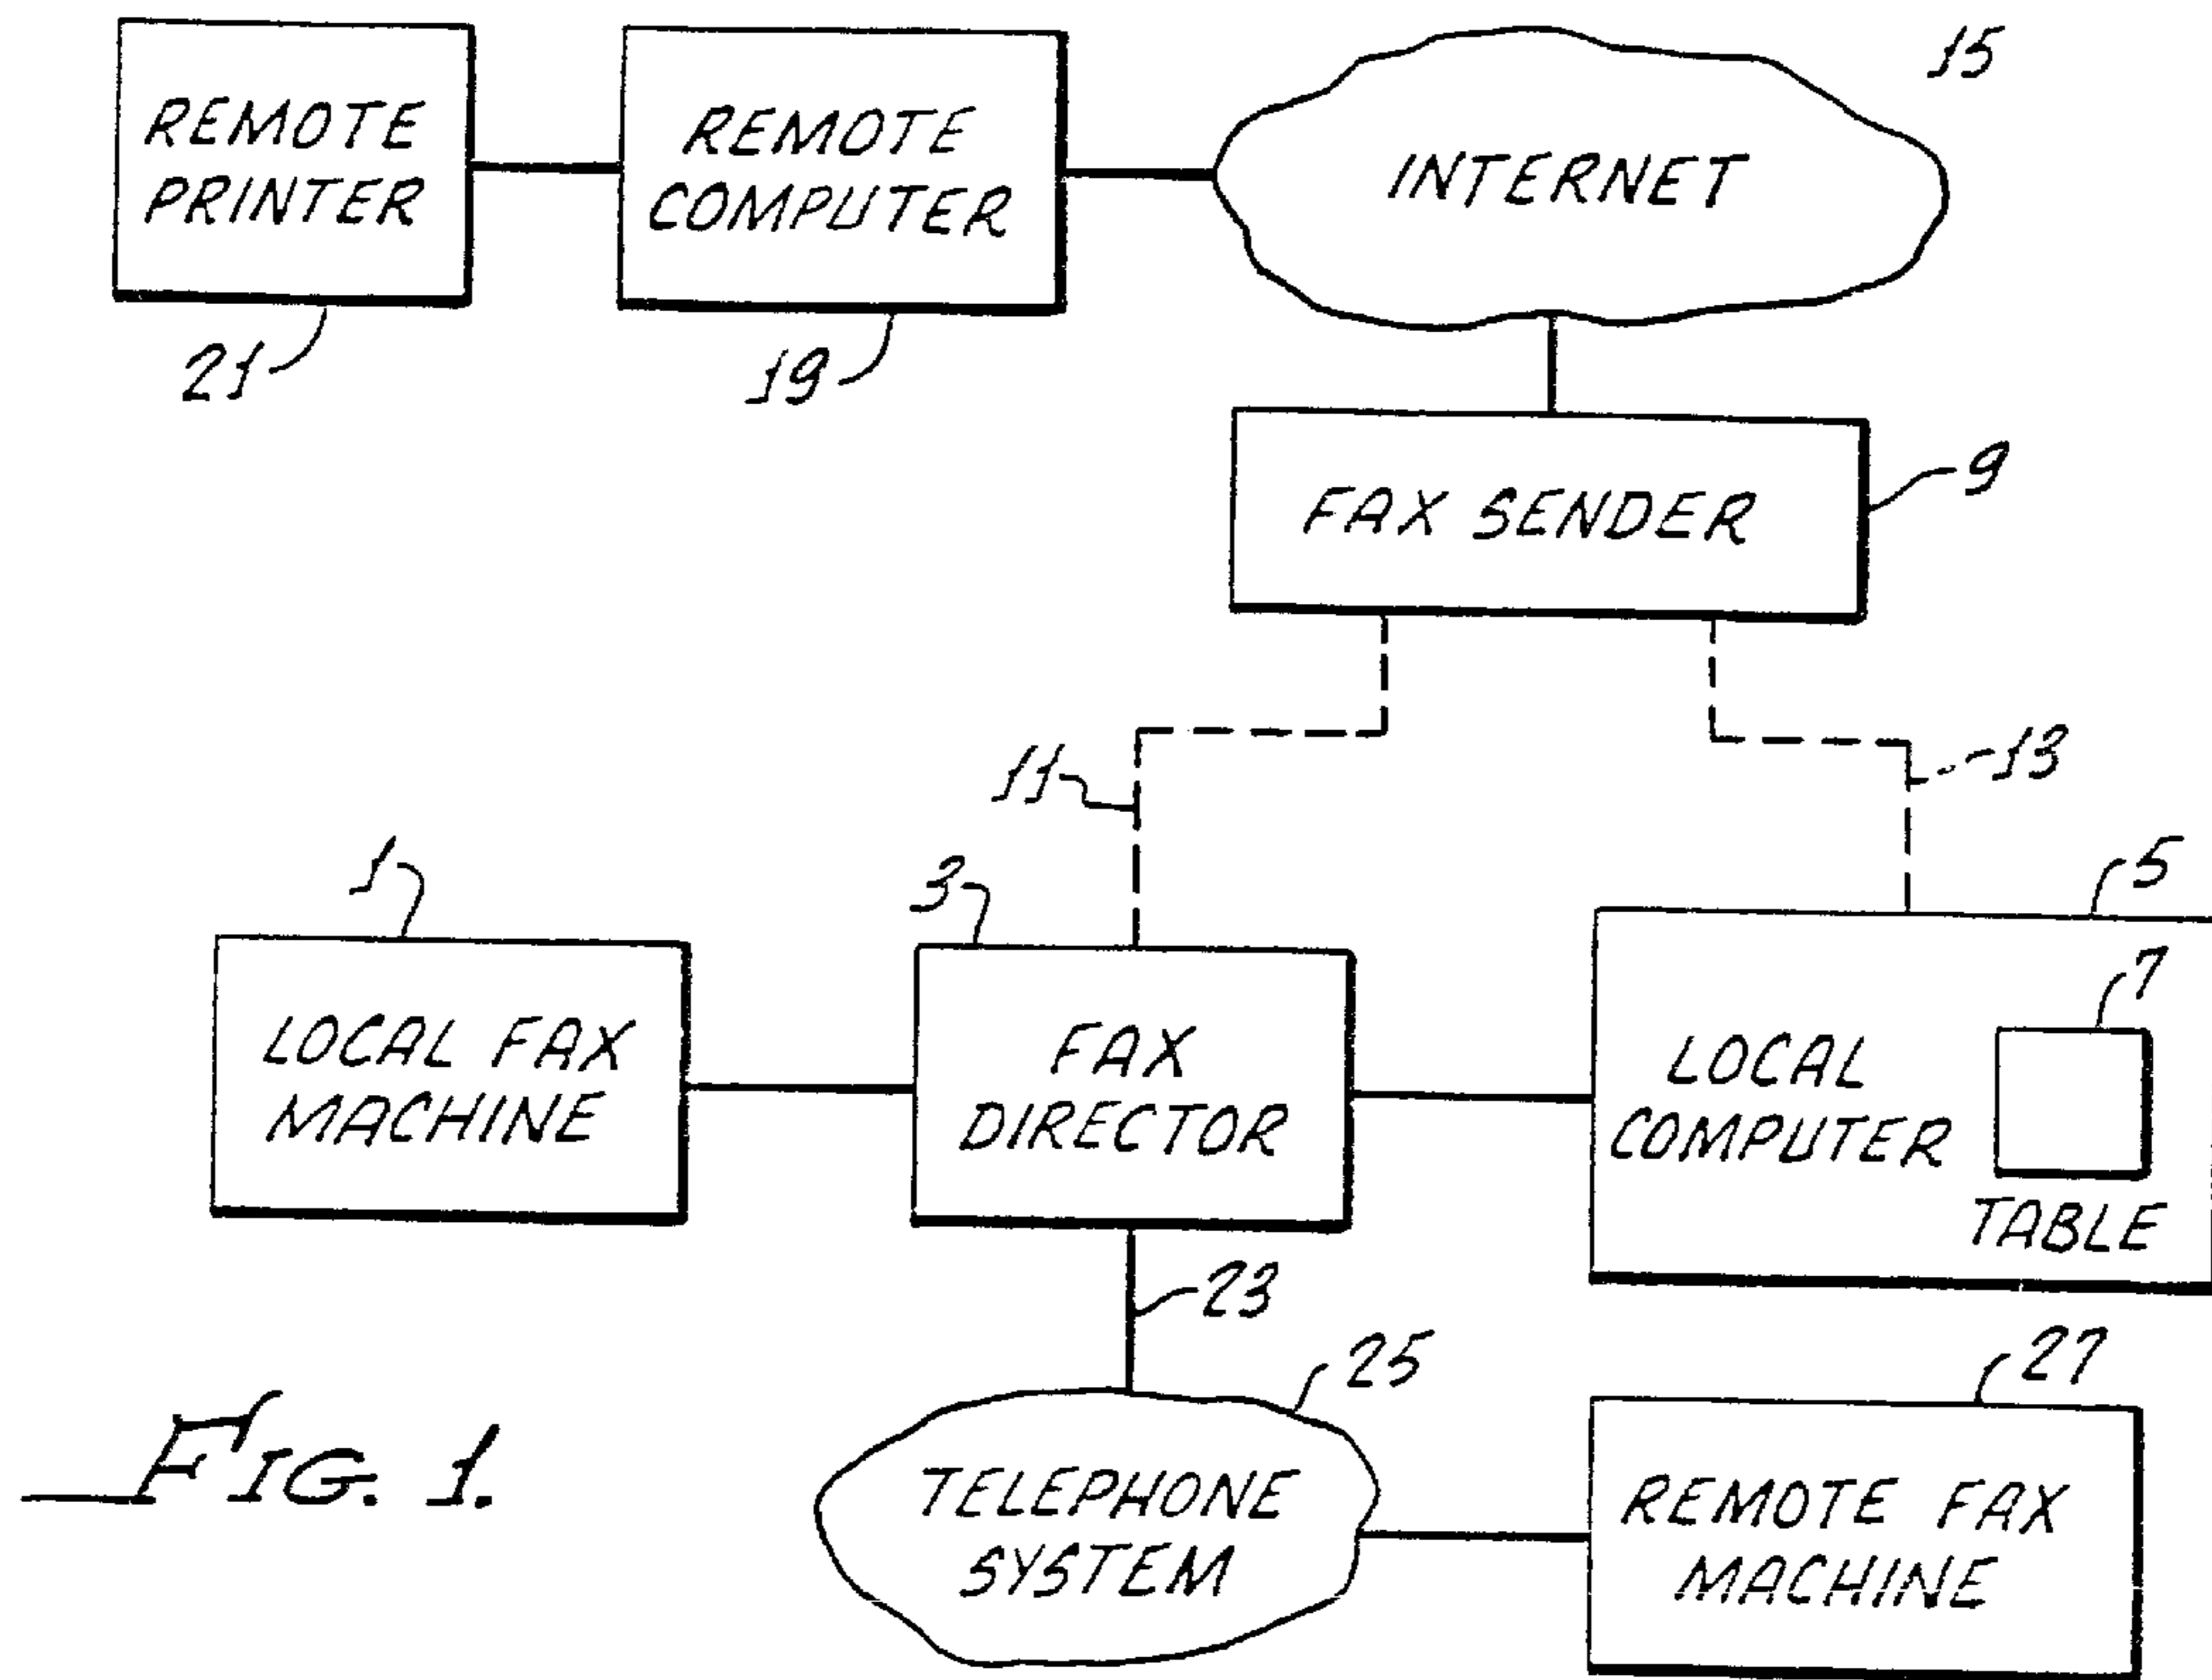 REMOTE
PRINTER
21
REMOTE
COMPUTER
19
INTERNET
15
FAX SENDER
9
11
13
1
LOCAL FAX
MACHINE
3
FAX
DIRECTOR
5
7
LOCAL
COMPUTER
TABLE
23
25
TELEPHONE
SYSTEM
27
REMOTE FAX
MACHINE
FIG. 1.